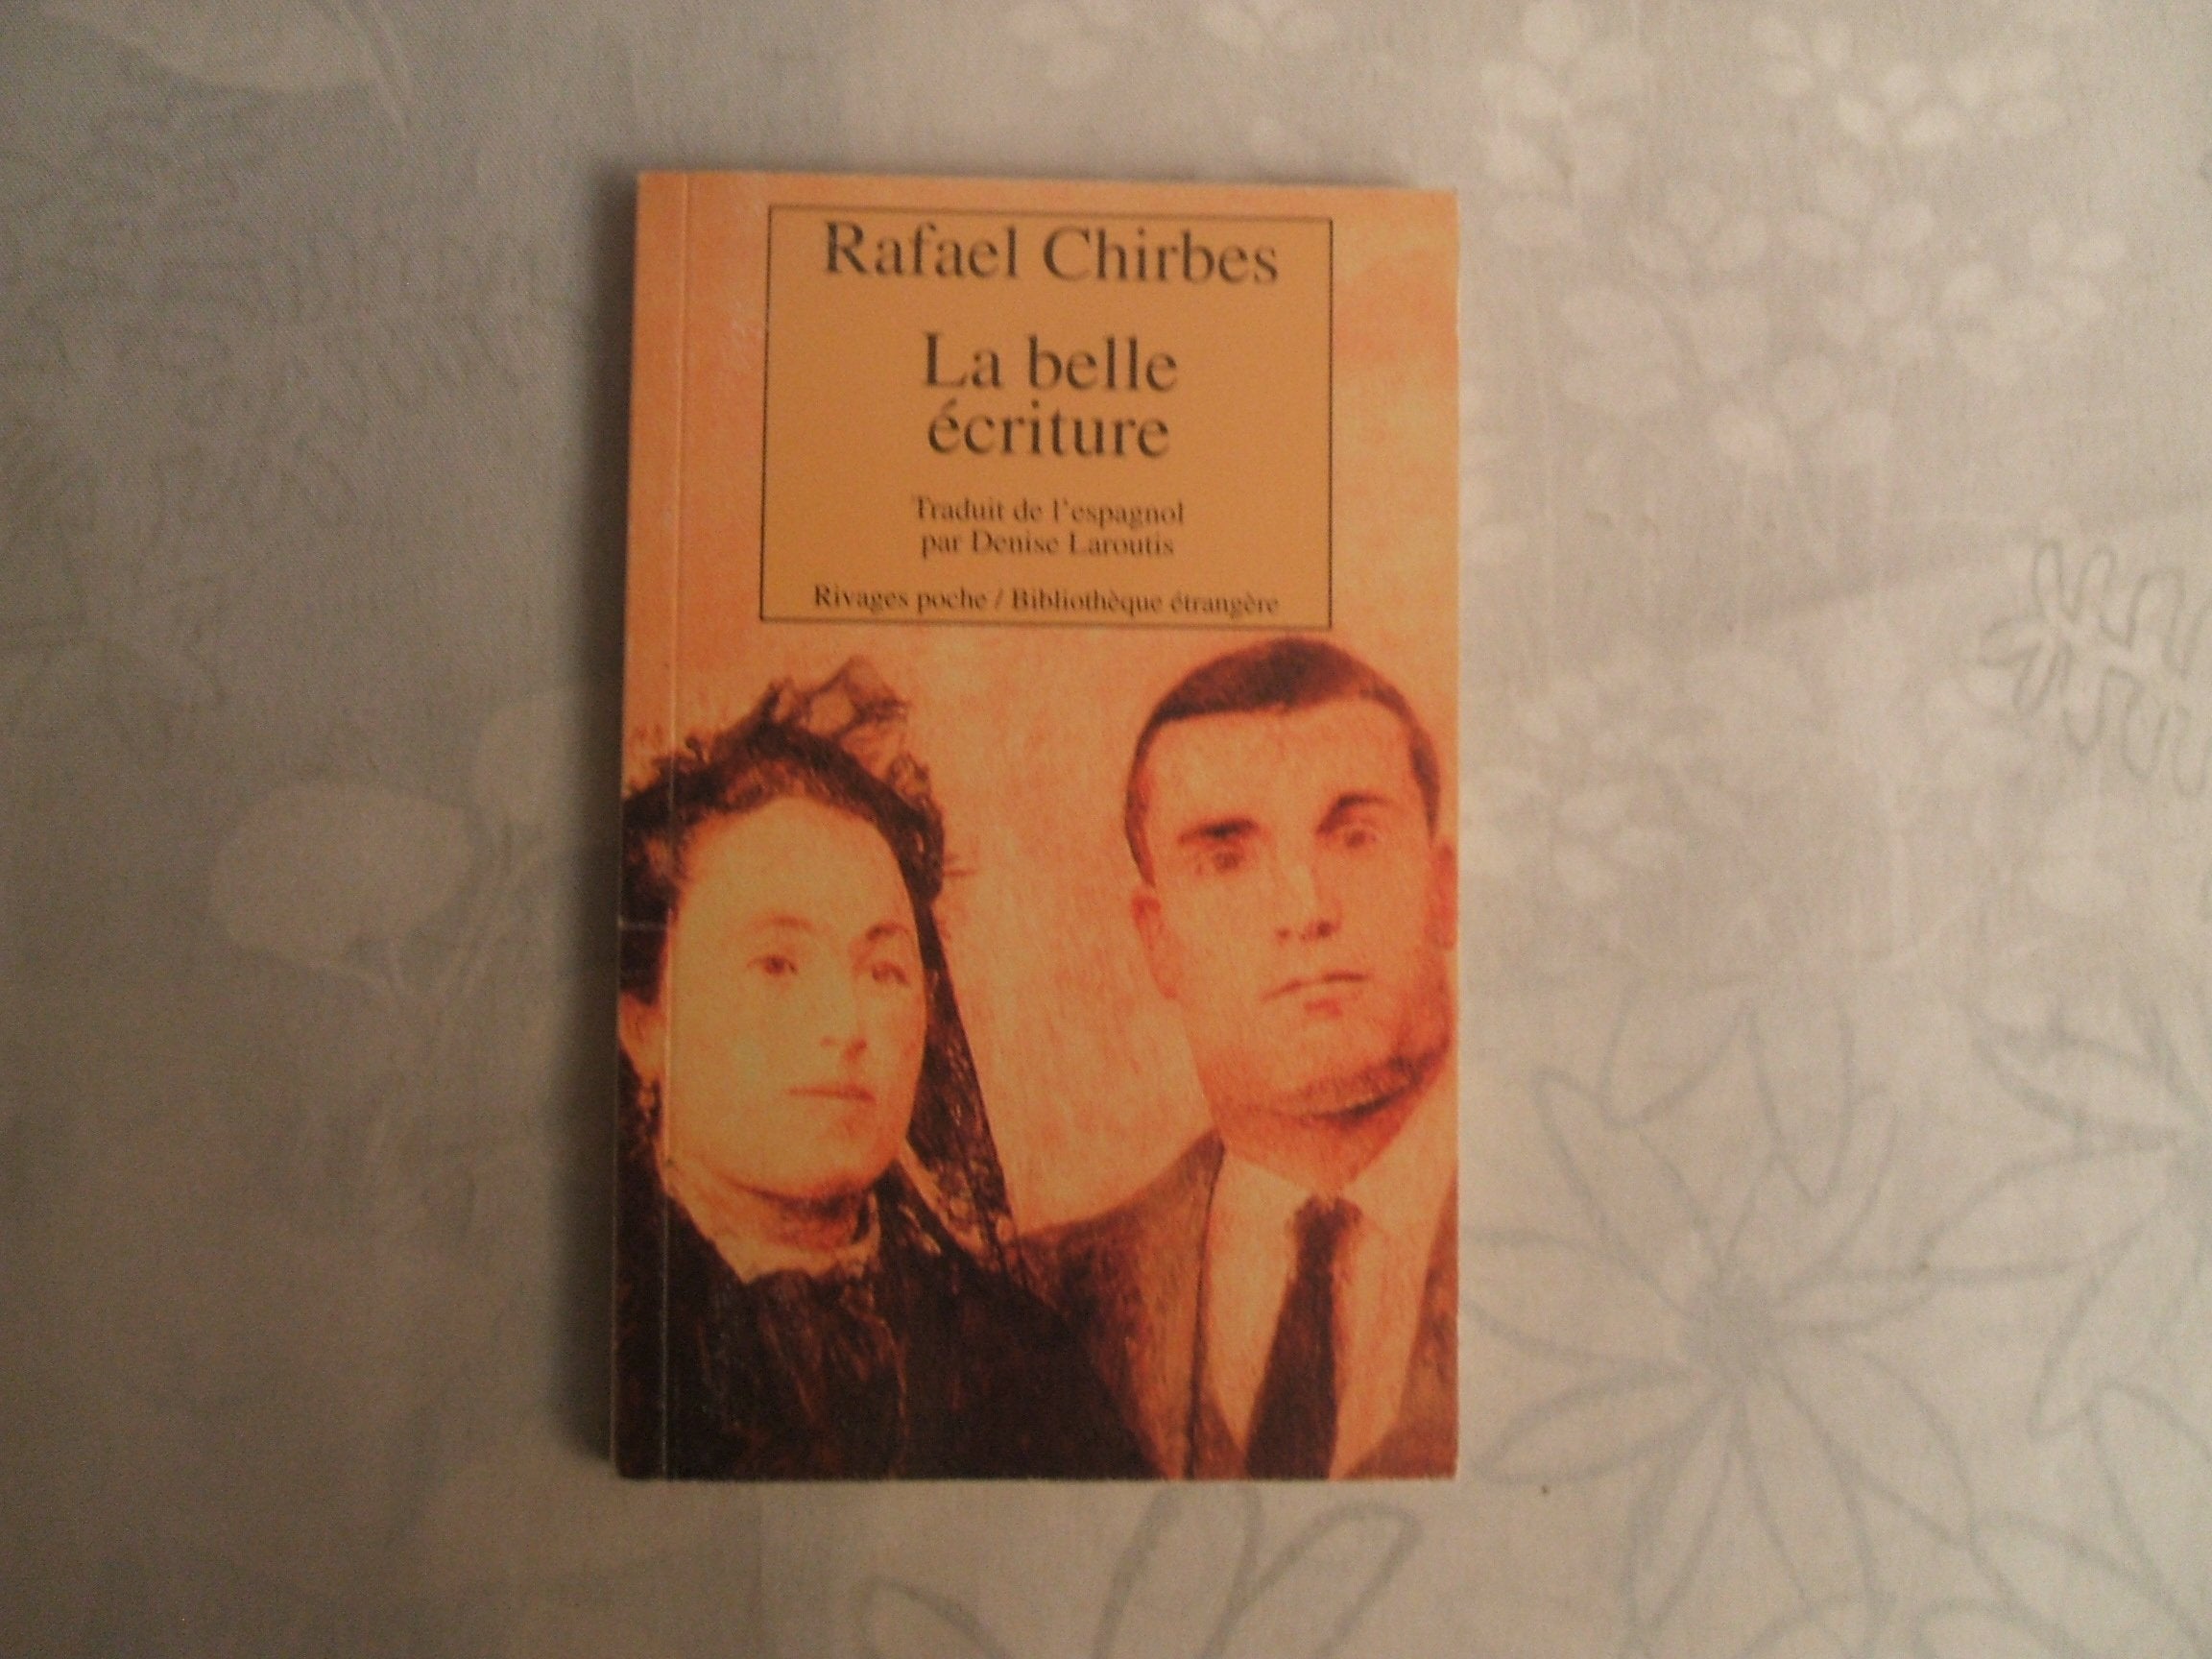 Rafael Chirbes
La belle
écriture
Traduit de l'espagnol
par Denise Laroutis
Rivages poche / Bibliothèque étrangère